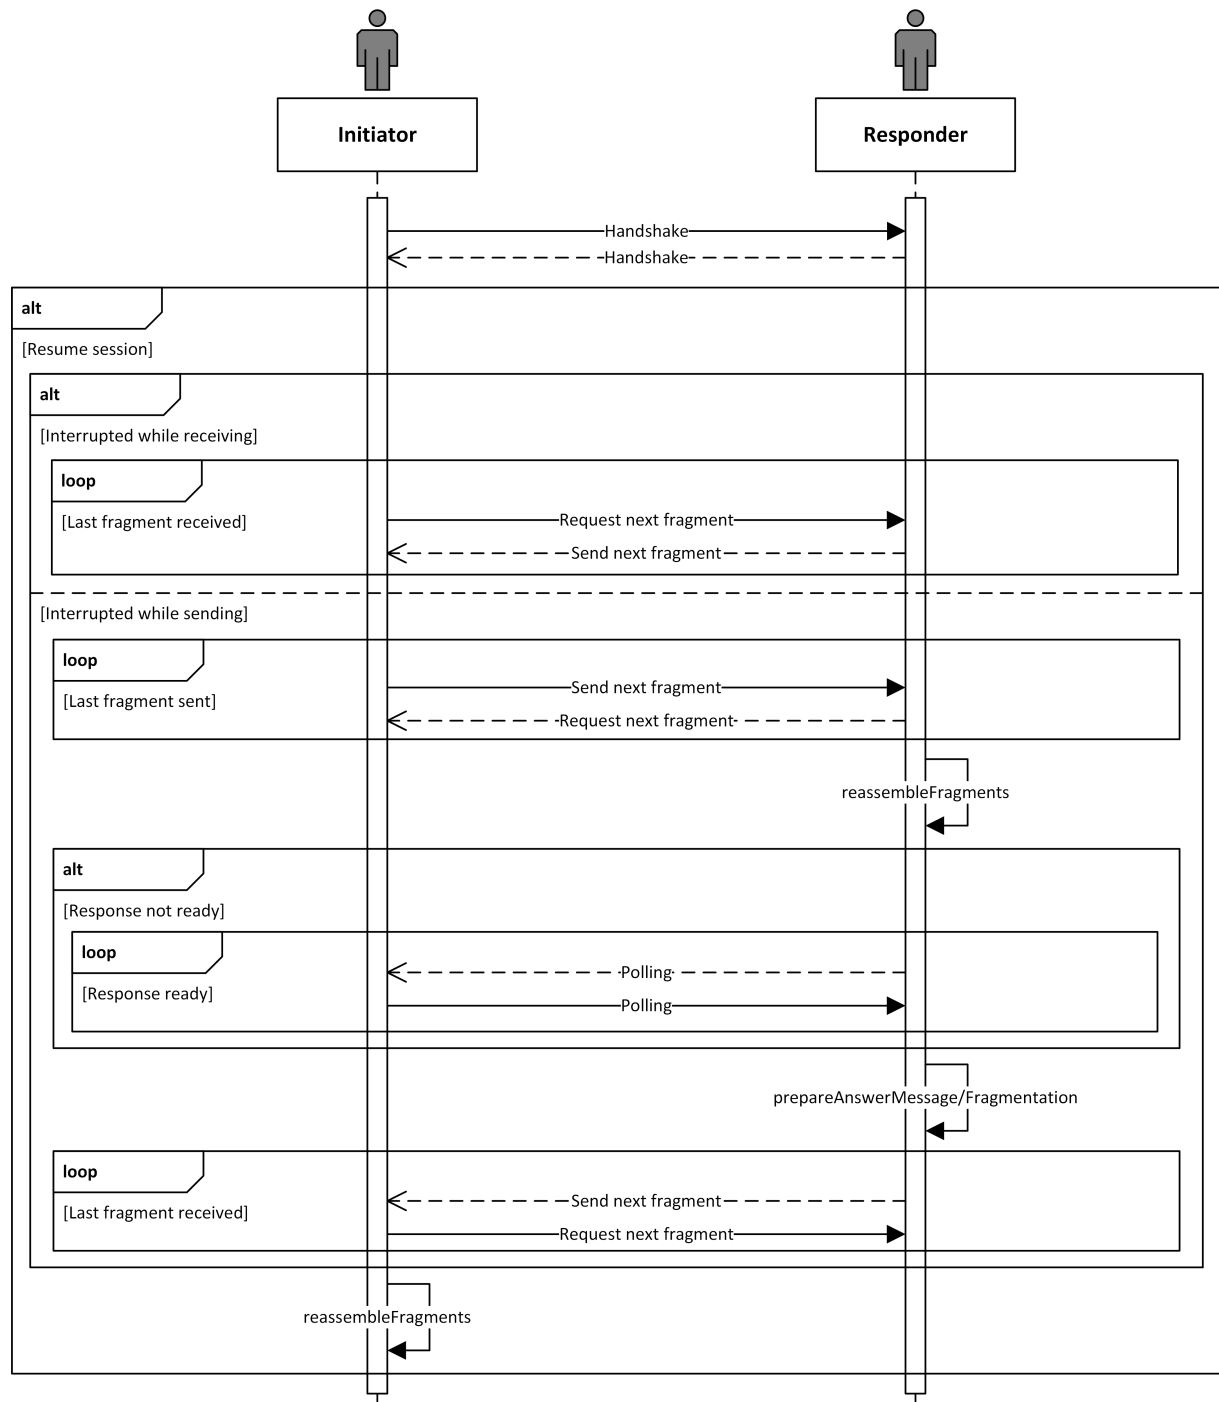 Initiator
Responder
Handshake
Handshake
alt
[Resume session]
alt
[Interrupted while receiving]
loop
[Last fragment received]
Request next fragment
Send next fragment
[Interrupted while sending]
loop
[Last fragment sent]
Send next fragment
Request next fragment
reassembleFragments
alt
[Response not ready]
loop
[Response ready]
Polling
Polling
prepareAnswerMessage/Fragmentation
loop
[Last fragment received]
Send next fragment
Request next fragment
reassembleFragments